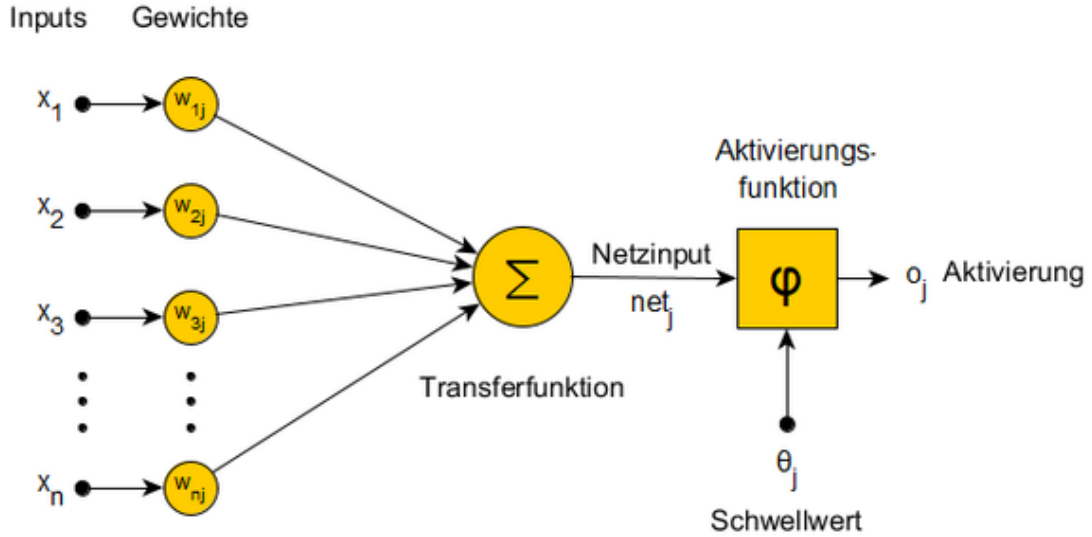 Inputs Gewichte
x1 w1j
x2 w2j
x3 w3j
xn wnj
Σ
Transferfunktion
Netzinput
netj
Aktivierungs-
funktion
φ
oj Aktivierung
θj
Schwellwert